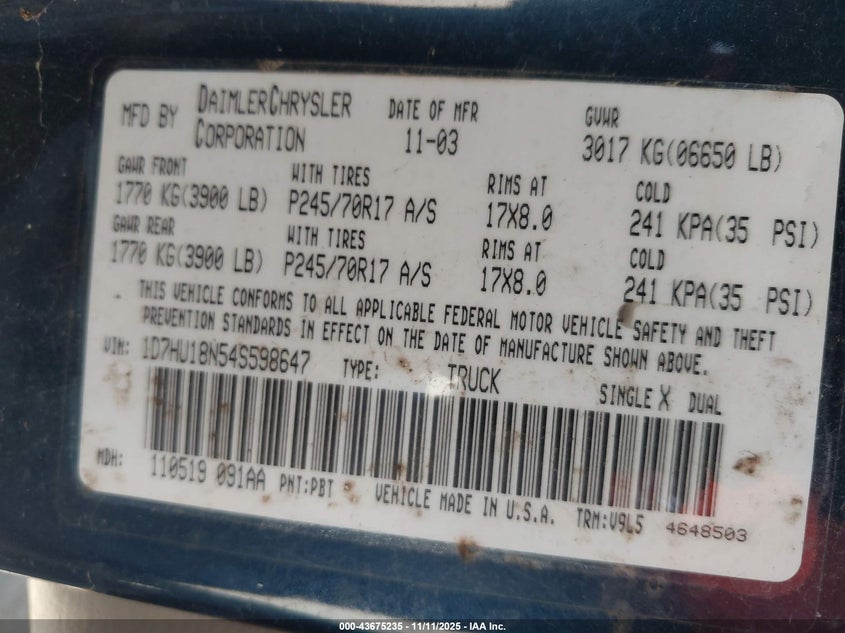 MFD BY DAIMLERCHRYSLER CORPORATION DATE OF MFR 11-03 GVWR 3017 KG(06650 LB)
GAWR FRONT WITH TIRES RIMS AT COLD
1770 KG(3900 LB) P245/70R17 A/S 17X8.0 241 KPA(35 PSI)
GAWR REAR WITH TIRES RIMS AT COLD
1770 KG(3900 LB) P245/70R17 A/S 17X8.0 241 KPA(35 PSI)
THIS VEHICLE CONFORMS TO ALL APPLICABLE FEDERAL MOTOR VEHICLE SAFETY AND THEFT
PREVENTION STANDARDS IN EFFECT ON THE DATE OF MANUFACTURE SHOWN ABOVE.
VIN: 1D7HU18N54S598647 TYPE: TRUCK SINGLE X DUAL
MDH: 110519 091AA PNT:PBT VEHICLE MADE IN U.S.A. TRM:V9L5 4648503
000-43675235 - 11/11/2025 - IAA Inc.